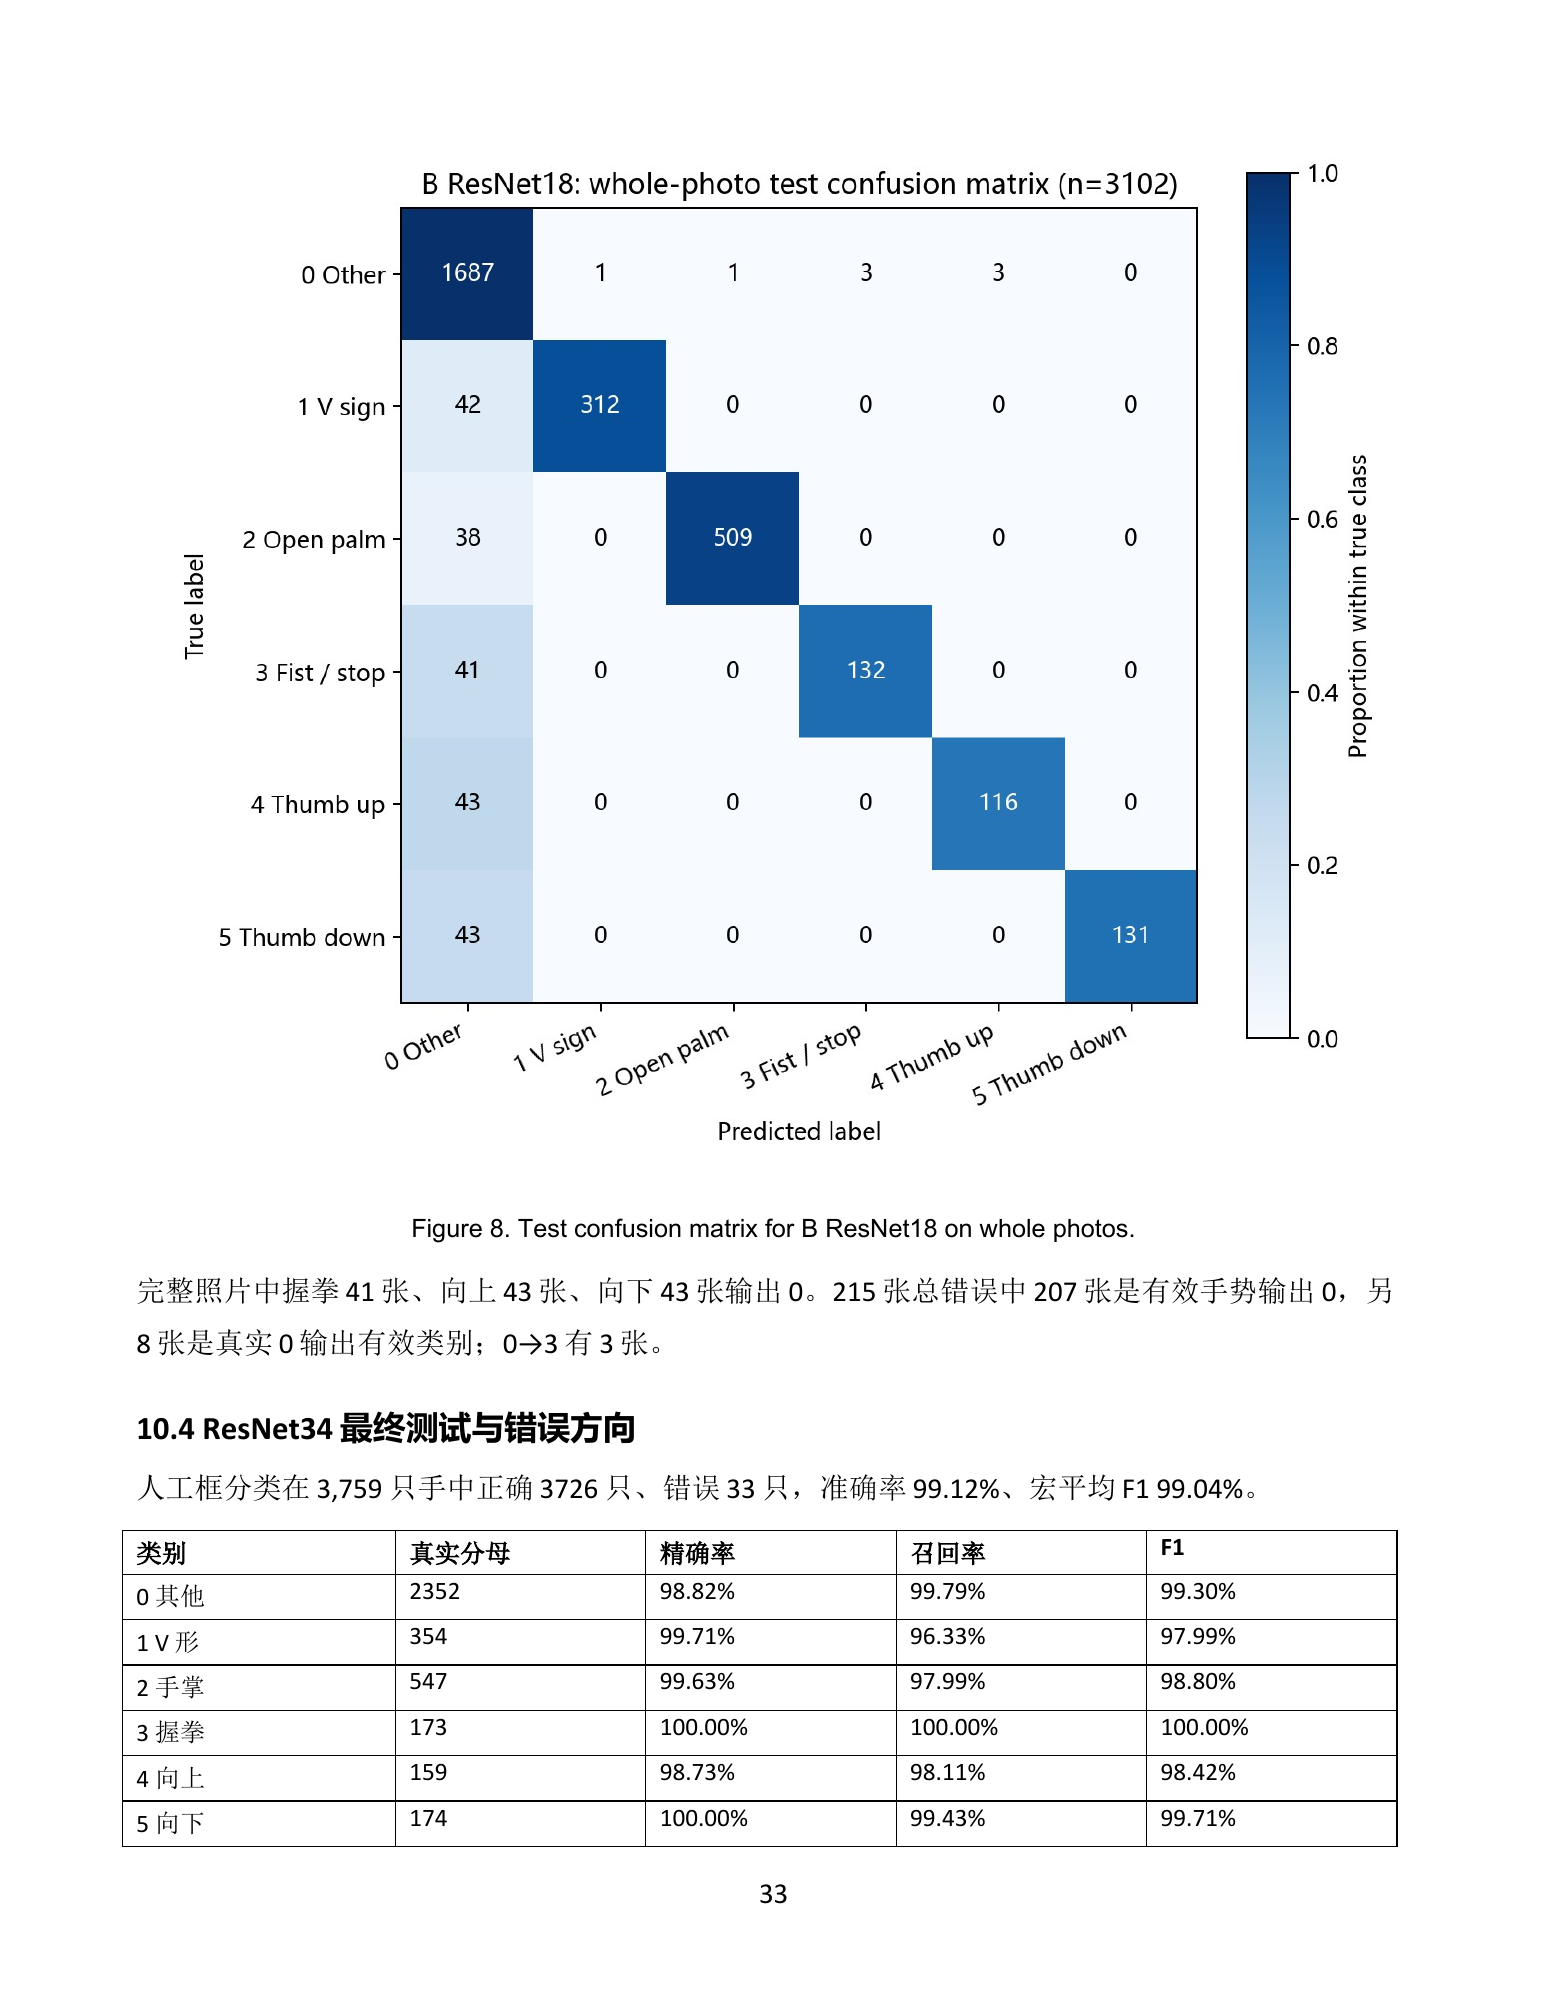 B ResNet18: whole-photo test confusion matrix (n=3102)
1.0
0 Other 1687 1 1 3 3 0
0.8
1 V sign 42 312 0 0 0 0
2 Open palm 38 0 509 0 0 0
0.6
True label
Proportion within true class
3 Fist / stop 41 0 0 132 0 0
0.4
4 Thumb up 43 0 0 0 116 0
0.2
5 Thumb down 43 0 0 0 0 131
0.0
0 Other 1 V sign 2 Open palm 3 Fist / stop 4 Thumb up 5 Thumb down
Predicted label
Figure 8. Test confusion matrix for B ResNet18 on whole photos.
完整照片中握拳 41 张、向上 43 张、向下 43 张输出 0。215 张总错误中 207 张是有效手势输出 0，另
8 张是真实 0 输出有效类别；0→3 有 3 张。
10.4 ResNet34 最终测试与错误方向
人工框分类在 3,759 只手中正确 3726 只、错误 33 只，准确率 99.12%、宏平均 F1 99.04%。
类别 真实分母 精确率 召回率 F1
0 其他 2352 98.82% 99.79% 99.30%
1 V 形 354 99.71% 96.33% 97.99%
2 手掌 547 99.63% 97.99% 98.80%
3 握拳 173 100.00% 100.00% 100.00%
4 向上 159 98.73% 98.11% 98.42%
5 向下 174 100.00% 99.43% 99.71%
33